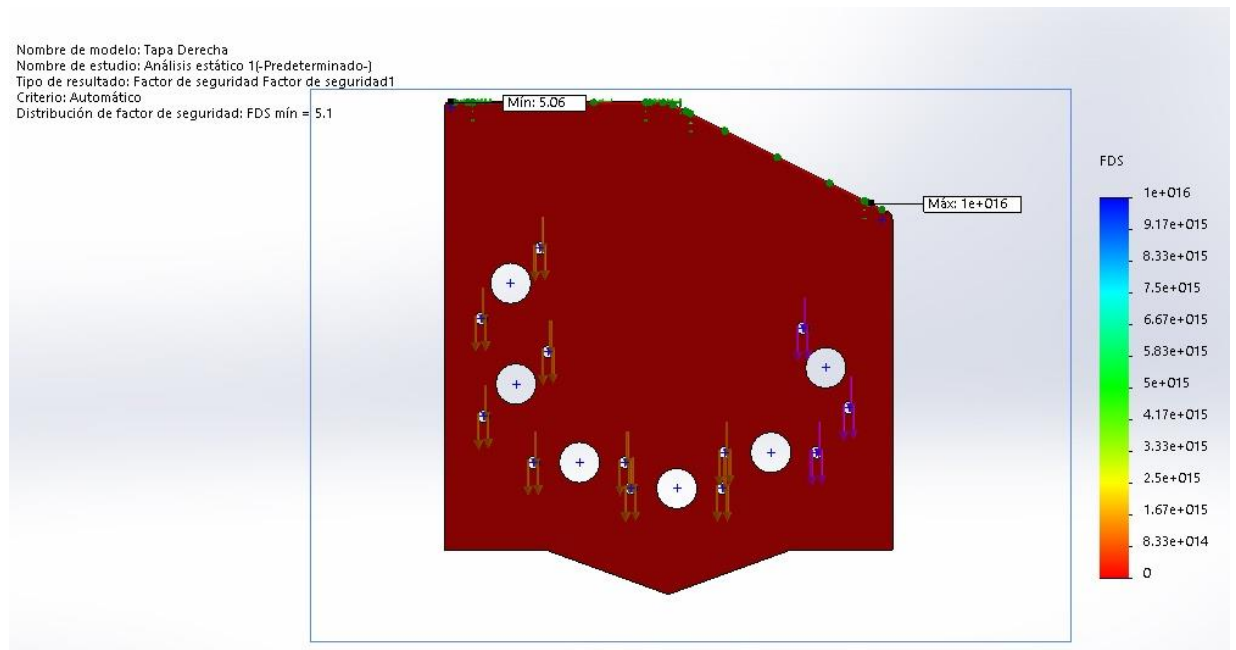 Nombre de modelo: Tapa Derecha
Nombre de estudio: Análisis estático 1(-Predeterminado-)
Tipo de resultado: Factor de seguridad Factor de seguridad1
Criterio: Automático
Distribución de factor de seguridad: FDS mín = 5.1
Mín: 5.06
Máx: 1e+016
FDS
1e+016
9.17e+015
8.33e+015
7.5e+015
6.67e+015
5.83e+015
5e+015
4.17e+015
3.33e+015
2.5e+015
1.67e+015
8.33e+014
0